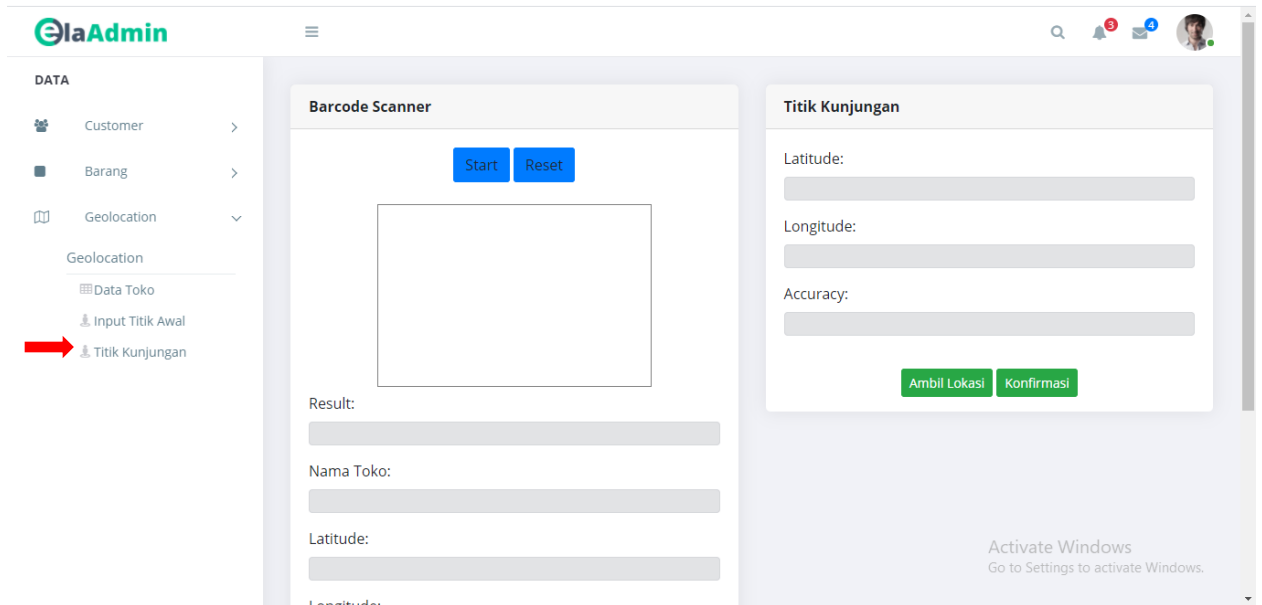 ElaAdmin
3
4
DATA
Customer
Barang
Geolocation
Geolocation
Data Toko
Input Titik Awal
Titik Kunjungan
Barcode Scanner
Start Reset
Result:
Nama Toko:
Latitude:
Longitude:
Titik Kunjungan
Latitude:
Longitude:
Accuracy:
Ambil Lokasi Konfirmasi
Activate Windows
Go to Settings to activate Windows.